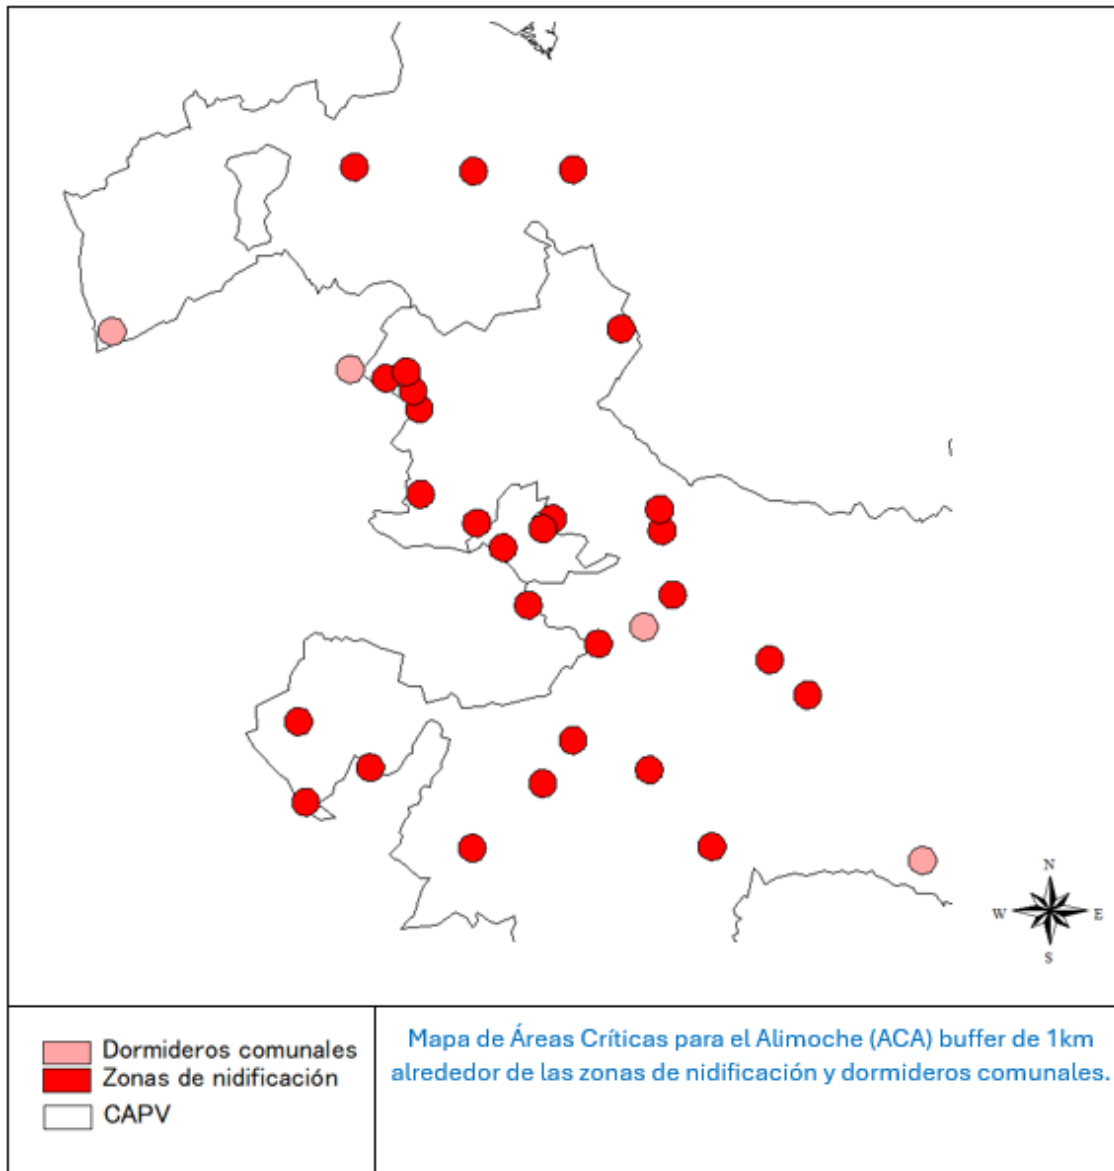 N
W E
S
Dormideros comunales
Zonas de nidificación
CAPV
Mapa de Áreas Críticas para el Alimoche (ACA) buffer de 1km
alrededor de las zonas de nidificación y dormideros comunales.